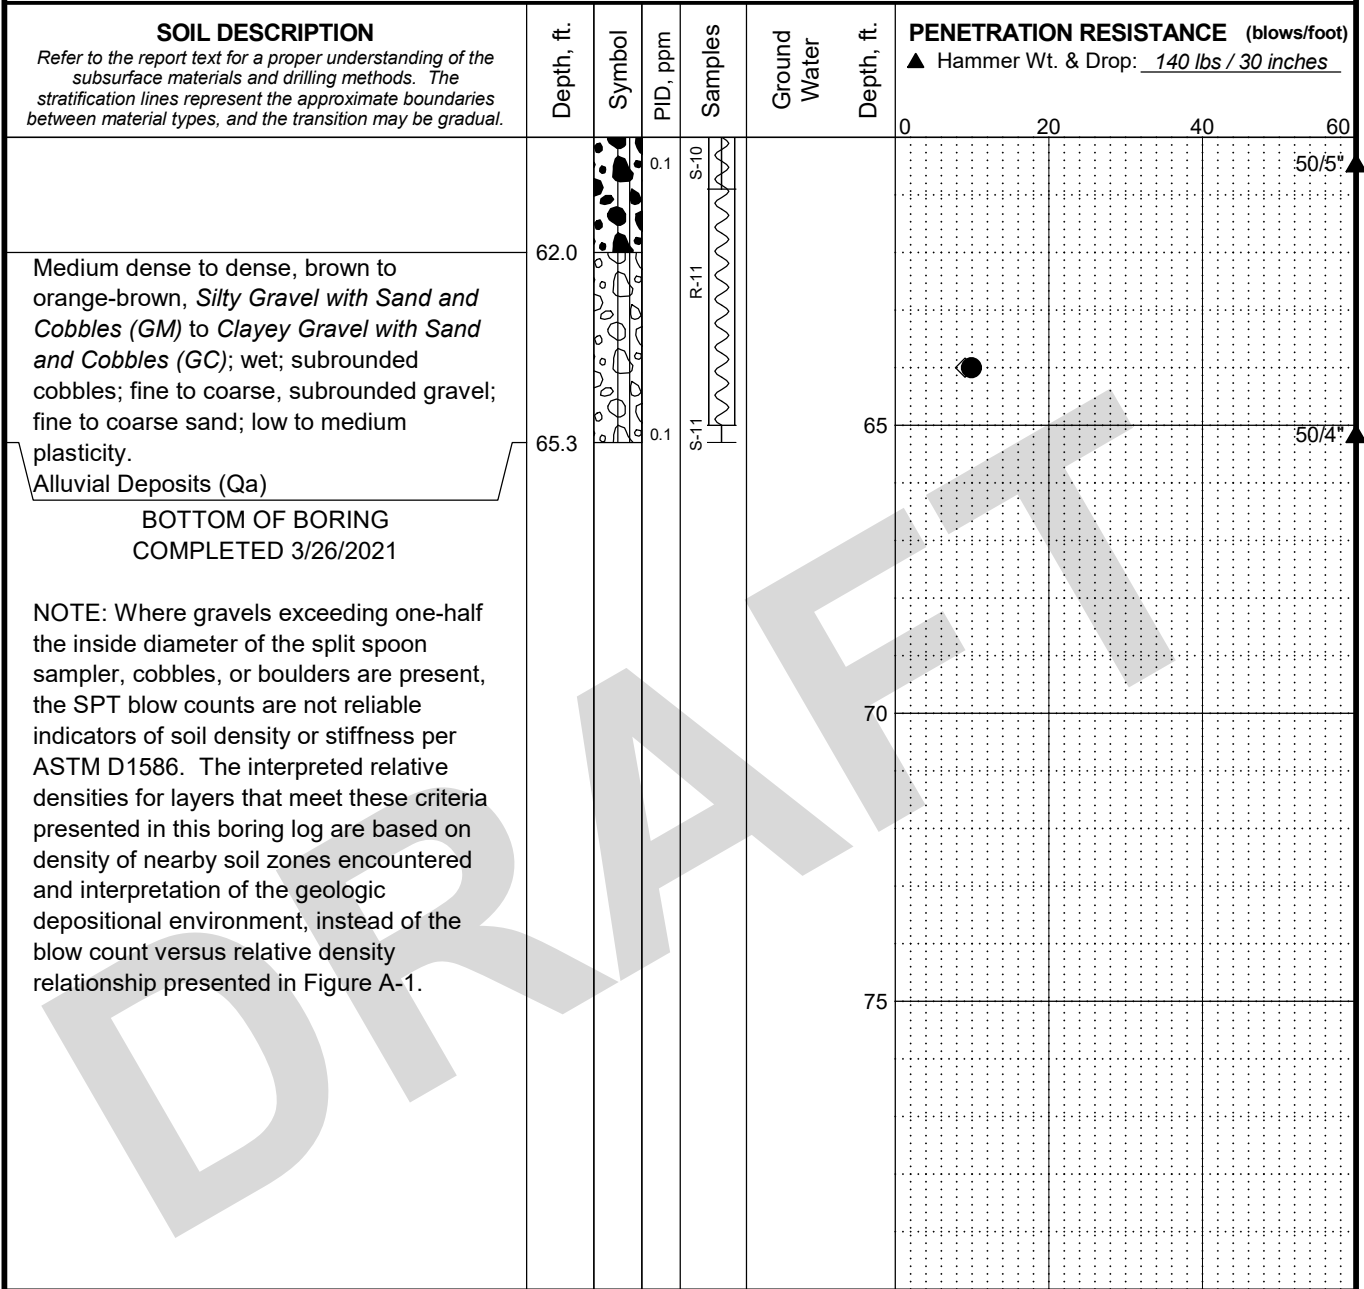 SOIL DESCRIPTION
Refer to the report text for a proper understanding of the
subsurface materials and drilling methods. The
stratification lines represent the approximate boundaries
between material types, and the transition may be gradual.
Depth, ft.
Symbol
PID, ppm
Samples
Ground
Water
Depth, ft.
PENETRATION RESISTANCE (blows/foot)
▲ Hammer Wt. & Drop: 140 lbs / 30 inches
0 20 40 60
0.1
S-10
50/5"
62.0
R-11
Medium dense to dense, brown to
orange-brown, Silty Gravel with Sand and
Cobbles (GM) to Clayey Gravel with Sand
and Cobbles (GC); wet; subrounded
cobbles; fine to coarse, subrounded gravel;
fine to coarse sand; low to medium
plasticity.
Alluvial Deposits (Qa)
65.3
0.1
S-11
65
50/4"
BOTTOM OF BORING
COMPLETED 3/26/2021
NOTE: Where gravels exceeding one-half
the inside diameter of the split spoon
sampler, cobbles, or boulders are present,
the SPT blow counts are not reliable
indicators of soil density or stiffness per
ASTM D1586. The interpreted relative
densities for layers that meet these criteria
presented in this boring log are based on
density of nearby soil zones encountered
and interpretation of the geologic
depositional environment, instead of the
blow count versus relative density
relationship presented in Figure A-1.
70
75
DRAFT